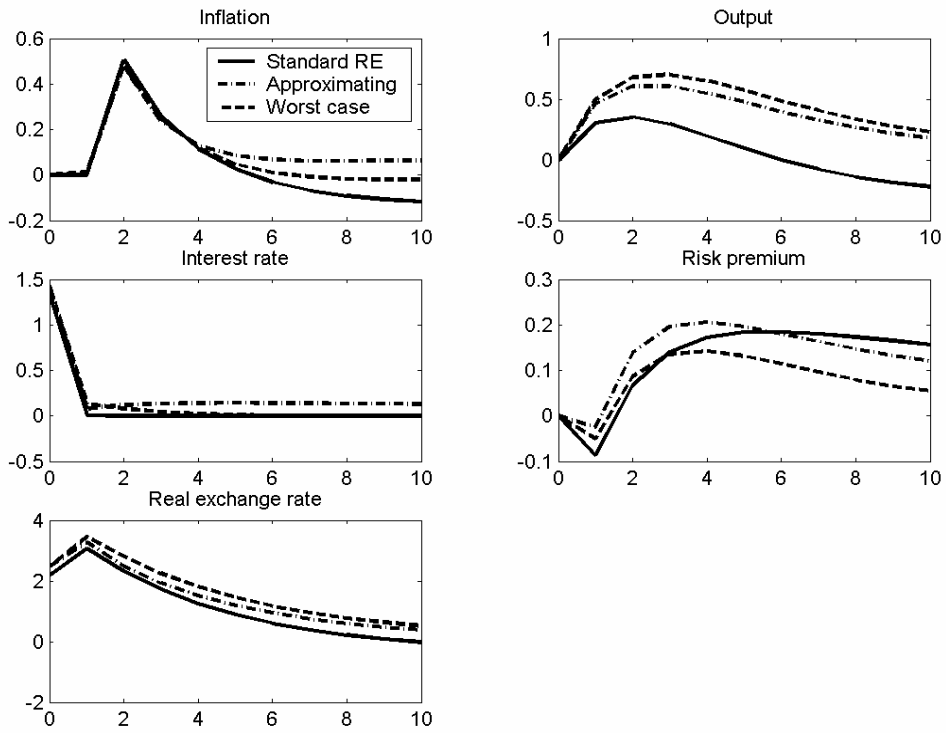 Inflation
0.6
0.4
0.2
0
-0.2
0 2 4 6 8 10
Standard RE
Approximating
Worst case
Output
1
0.5
0
-0.5
0 2 4 6 8 10
Interest rate
1.5
1
0.5
0
-0.5
0 2 4 6 8 10
Risk premium
0.3
0.2
0.1
0
-0.1
0 2 4 6 8 10
Real exchange rate
4
2
0
-2
0 2 4 6 8 10